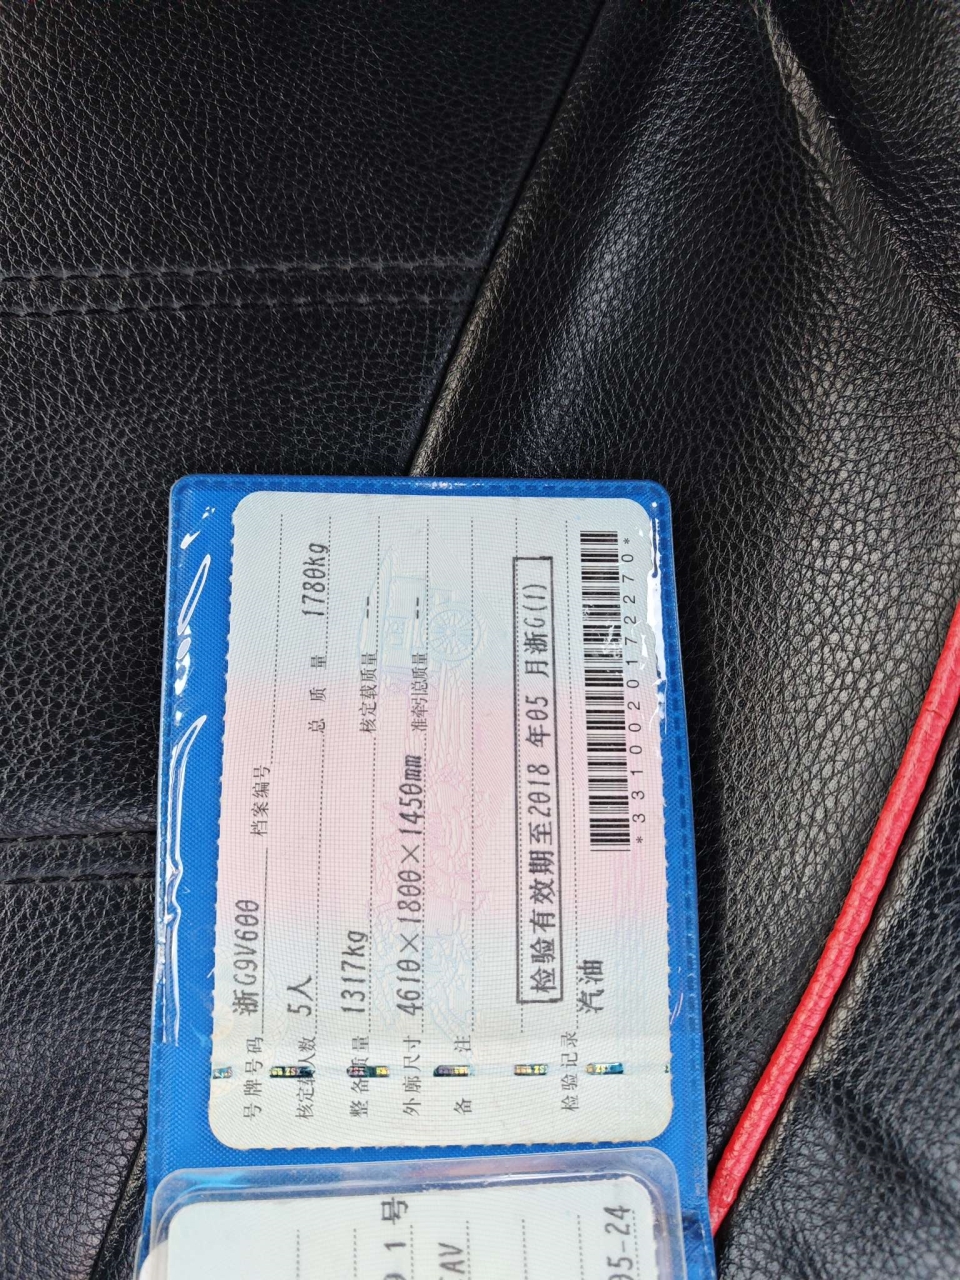 号牌号码 浙G9V600 档案编号
核定载人数 5人 总质量 1780kg
整备质量 1317kg 核定载质量 --
外廓尺寸 4610×1800×1450mm 准牵引总质量 --
备注
检验有效期至2018年05月浙G(1)
检验记录
汽油
*3310020172270*
1号
AV
05-24